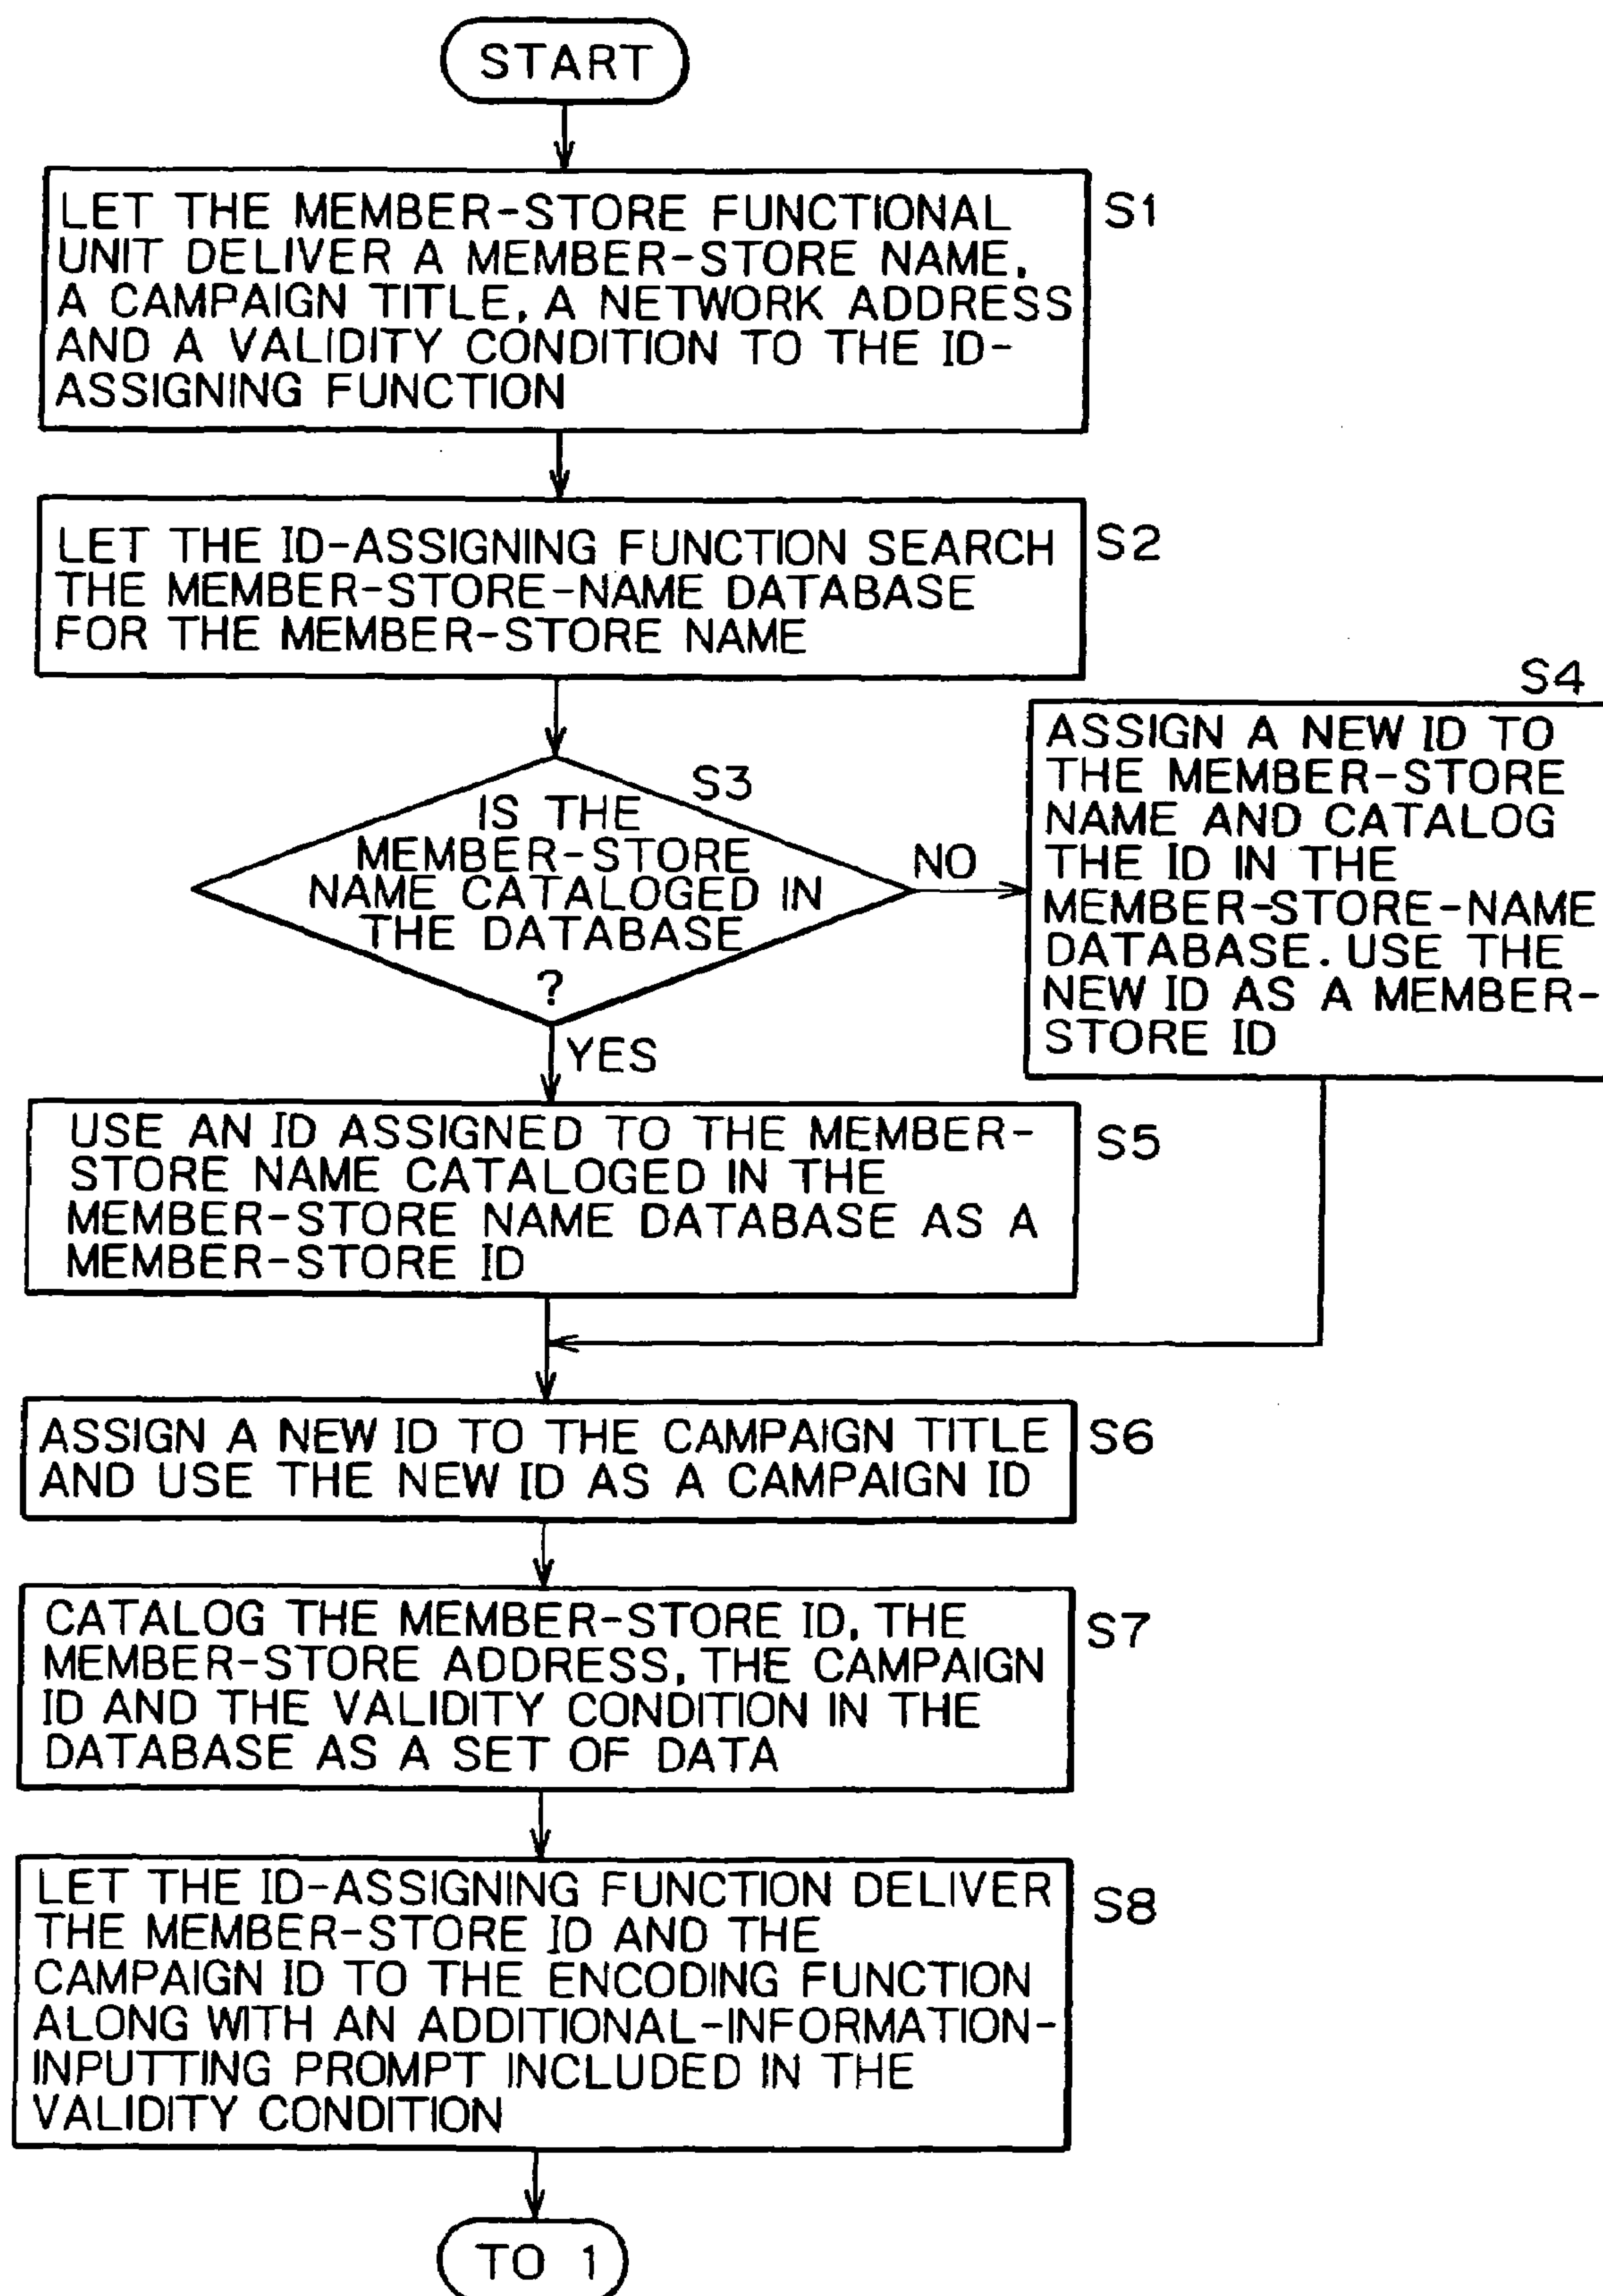 START
LET THE MEMBER-STORE FUNCTIONAL
UNIT DELIVER A MEMBER-STORE NAME,
A CAMPAIGN TITLE, A NETWORK ADDRESS
AND A VALIDITY CONDITION TO THE ID-
ASSIGNING FUNCTION
S1
LET THE ID-ASSIGNING FUNCTION SEARCH
THE MEMBER-STORE-NAME DATABASE
FOR THE MEMBER-STORE NAME
S2
S3
IS THE
MEMBER-STORE
NAME CATALOGED IN
THE DATABASE
?
NO
S4
ASSIGN A NEW ID TO
THE MEMBER-STORE
NAME AND CATALOG
THE ID IN THE
MEMBER-STORE-NAME
DATABASE. USE THE
NEW ID AS A MEMBER-
STORE ID
YES
USE AN ID ASSIGNED TO THE MEMBER-
STORE NAME CATALOGED IN THE
MEMBER-STORE NAME DATABASE AS A
MEMBER-STORE ID
S5
ASSIGN A NEW ID TO THE CAMPAIGN TITLE
AND USE THE NEW ID AS A CAMPAIGN ID
S6
CATALOG THE MEMBER-STORE ID, THE
MEMBER-STORE ADDRESS, THE CAMPAIGN
ID AND THE VALIDITY CONDITION IN THE
DATABASE AS A SET OF DATA
S7
LET THE ID-ASSIGNING FUNCTION DELIVER
THE MEMBER-STORE ID AND THE
CAMPAIGN ID TO THE ENCODING FUNCTION
ALONG WITH AN ADDITIONAL-INFORMATION-
INPUTTING PROMPT INCLUDED IN THE
VALIDITY CONDITION
S8
TO 1